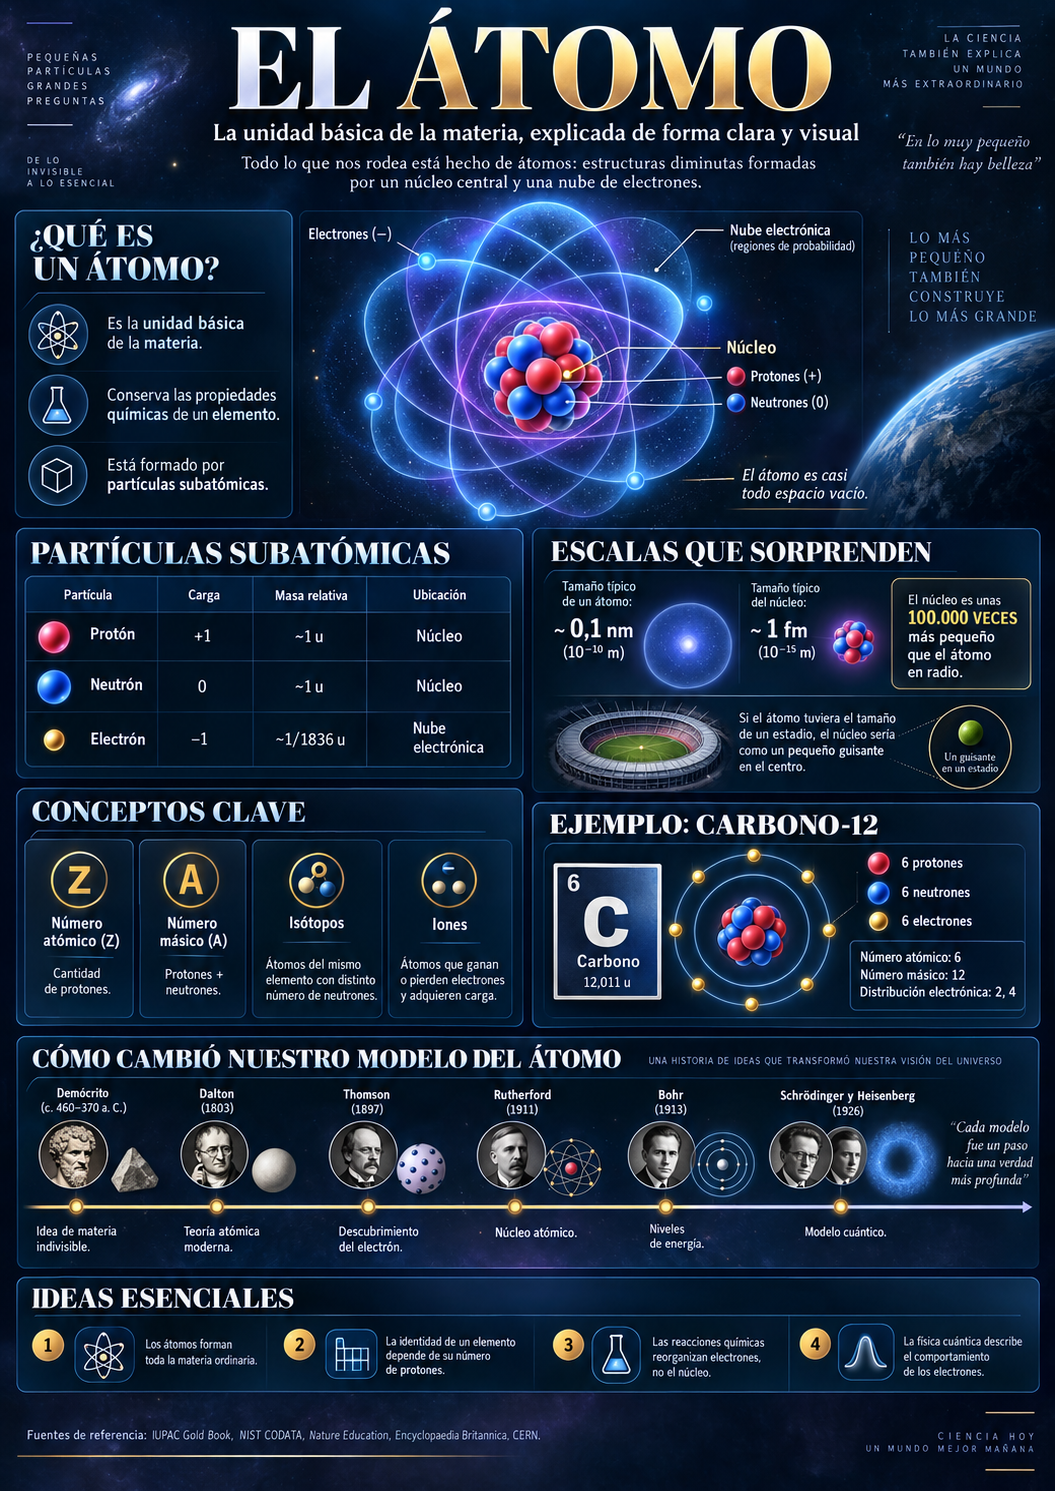 PEQUEÑAS
PARTÍCULAS
GRANDES
PREGUNTAS
DE LO
INVISIBLE
A LO ESENCIAL
EL ÁTOMO
La unidad básica de la materia, explicada de forma clara y visual
Todo lo que nos rodea está hecho de átomos: estructuras diminutas formadas
por un núcleo central y una nube de electrones.
LA CIENCIA
TAMBIÉN EXPLICA
UN MUNDO
MÁS EXTRAORDINARIO
“En lo muy pequeño
también hay belleza”
¿QUÉ ES
UN ÁTOMO?
Es la unidad básica
de la materia.
Conserva las propiedades
químicas de un elemento.
Está formado por
partículas subatómicas.
Electrones (−)
Nube electrónica
(regiones de probabilidad)
Núcleo
Protones (+)
Neutrones (0)
El átomo es casi
todo espacio vacío.
LO MÁS
PEQUEÑO
TAMBIÉN
CONSTRUYE
LO MÁS GRANDE
PARTÍCULAS SUBATÓMICAS
Partícula Carga Masa relativa Ubicación
Protón +1 ~1 u Núcleo
Neutrón 0 ~1 u Núcleo
Electrón −1 ~1/1836 u Nube
electrónica
ESCALAS QUE SORPRENDEN
Tamaño típico
de un átomo:
~ 0,1 nm
(10⁻¹⁰ m)
Tamaño típico
del núcleo:
~ 1 fm
(10⁻¹⁵ m)
El núcleo es unas
100.000 VECES
más pequeño
que el átomo
en radio.
Si el átomo tuviera el tamaño
de un estadio, el núcleo sería
como un pequeño guisante
en el centro.
Un guisante
en un estadio
CONCEPTOS CLAVE
Z
Número
atómico (Z)
Cantidad
de protones.
A
Número
másico (A)
Protones +
neutrones.
Isótopos
Átomos del mismo
elemento con distinto
número de neutrones.
Iones
Átomos que ganan
o pierden electrones
y adquieren carga.
EJEMPLO: CARBONO-12
6
C
Carbono
12,011 u
6 protones
6 neutrones
6 electrones
Número atómico: 6
Número másico: 12
Distribución electrónica: 2, 4
CÓMO CAMBIÓ NUESTRO MODELO DEL ÁTOMO
UNA HISTORIA DE IDEAS QUE TRANSFORMÓ NUESTRA VISIÓN DEL UNIVERSO
Demócrito
(c. 460–370 a. C.)
Idea de materia
indivisible.
Dalton
(1803)
Teoría atómica
moderna.
Thomson
(1897)
Descubrimiento
del electrón.
Rutherford
(1911)
Núcleo atómico.
Bohr
(1913)
Niveles
de energía.
Schrödinger y Heisenberg
(1926)
Modelo cuántico.
“Cada modelo
fue un paso
hacia una verdad
más profunda”
IDEAS ESENCIALES
1
Los átomos forman
toda la materia ordinaria.
2
La identidad de un elemento
depende de su número
de protones.
3
Las reacciones químicas
reorganizan electrones,
no el núcleo.
4
La física cuántica describe
el comportamiento
de los electrones.
Fuentes de referencia: IUPAC Gold Book, NIST CODATA, Nature Education, Encyclopaedia Britannica, CERN.
CIENCIA HOY
UN MUNDO MEJOR MAÑANA